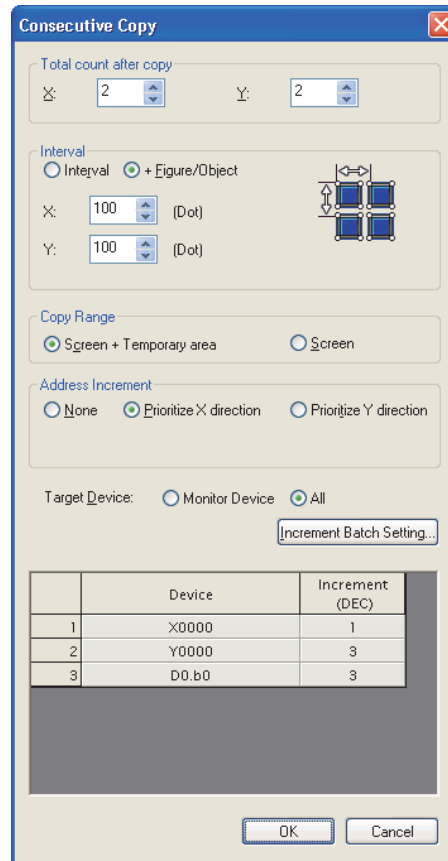 Consecutive Copy
Total count after copy
X: 2 Y: 2
Interval
Interval + Figure/Object
X: 100 (Dot)
Y: 100 (Dot)
Copy Range
Screen + Temporary area Screen
Address Increment
None Prioritize X direction Prioritize Y direction
Target Device: Monitor Device All
Increment Batch Setting...
Device Increment
(DEC)
1 X0000 1
2 Y0000 3
3 D0.b0 3
OK Cancel